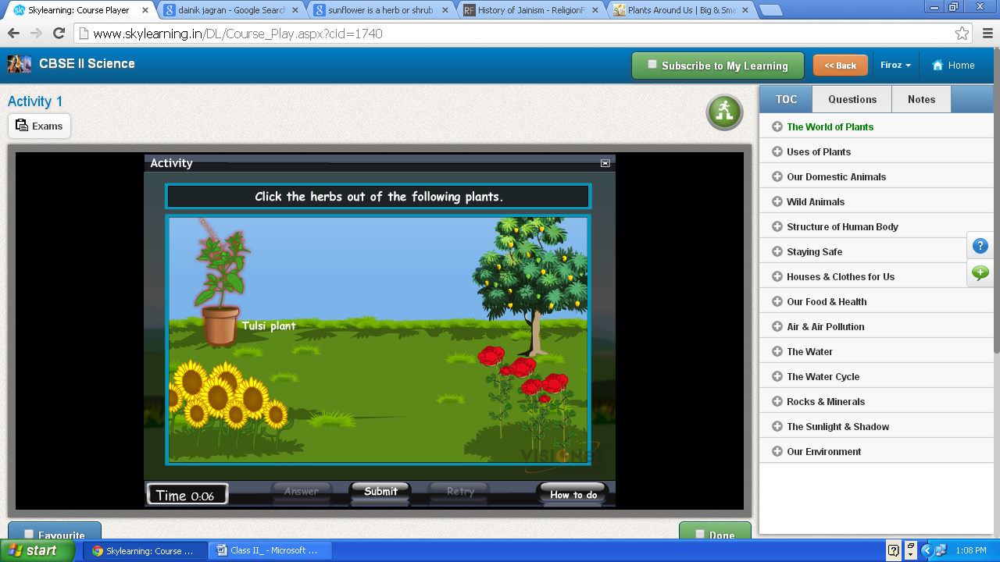 Skylearning: Course Player
dainik jagran - Google Search
sunflower is a herb or shrub
History of Jainism - ReligionF
Plants Around Us | Big & Sma
www.skylearning.in/DL/Course_Play.aspx?cid=1740
CBSE II Science
Subscribe to My Learning
<< Back
Firoz
Home
Activity 1
Exams
TOC
Questions
Notes
The World of Plants
Uses of Plants
Our Domestic Animals
Wild Animals
Structure of Human Body
Staying Safe
Houses & Clothes for Us
Our Food & Health
Air & Air Pollution
The Water
The Water Cycle
Rocks & Minerals
The Sunlight & Shadow
Our Environment
Activity
Click the herbs out of the following plants.
Tulsi plant
VISIONet
Time 0:06
Answer
Submit
Retry
How to do
Favourite
Done
start
Skylearning: Course ...
Class II_ - Microsoft ...
1:08 PM